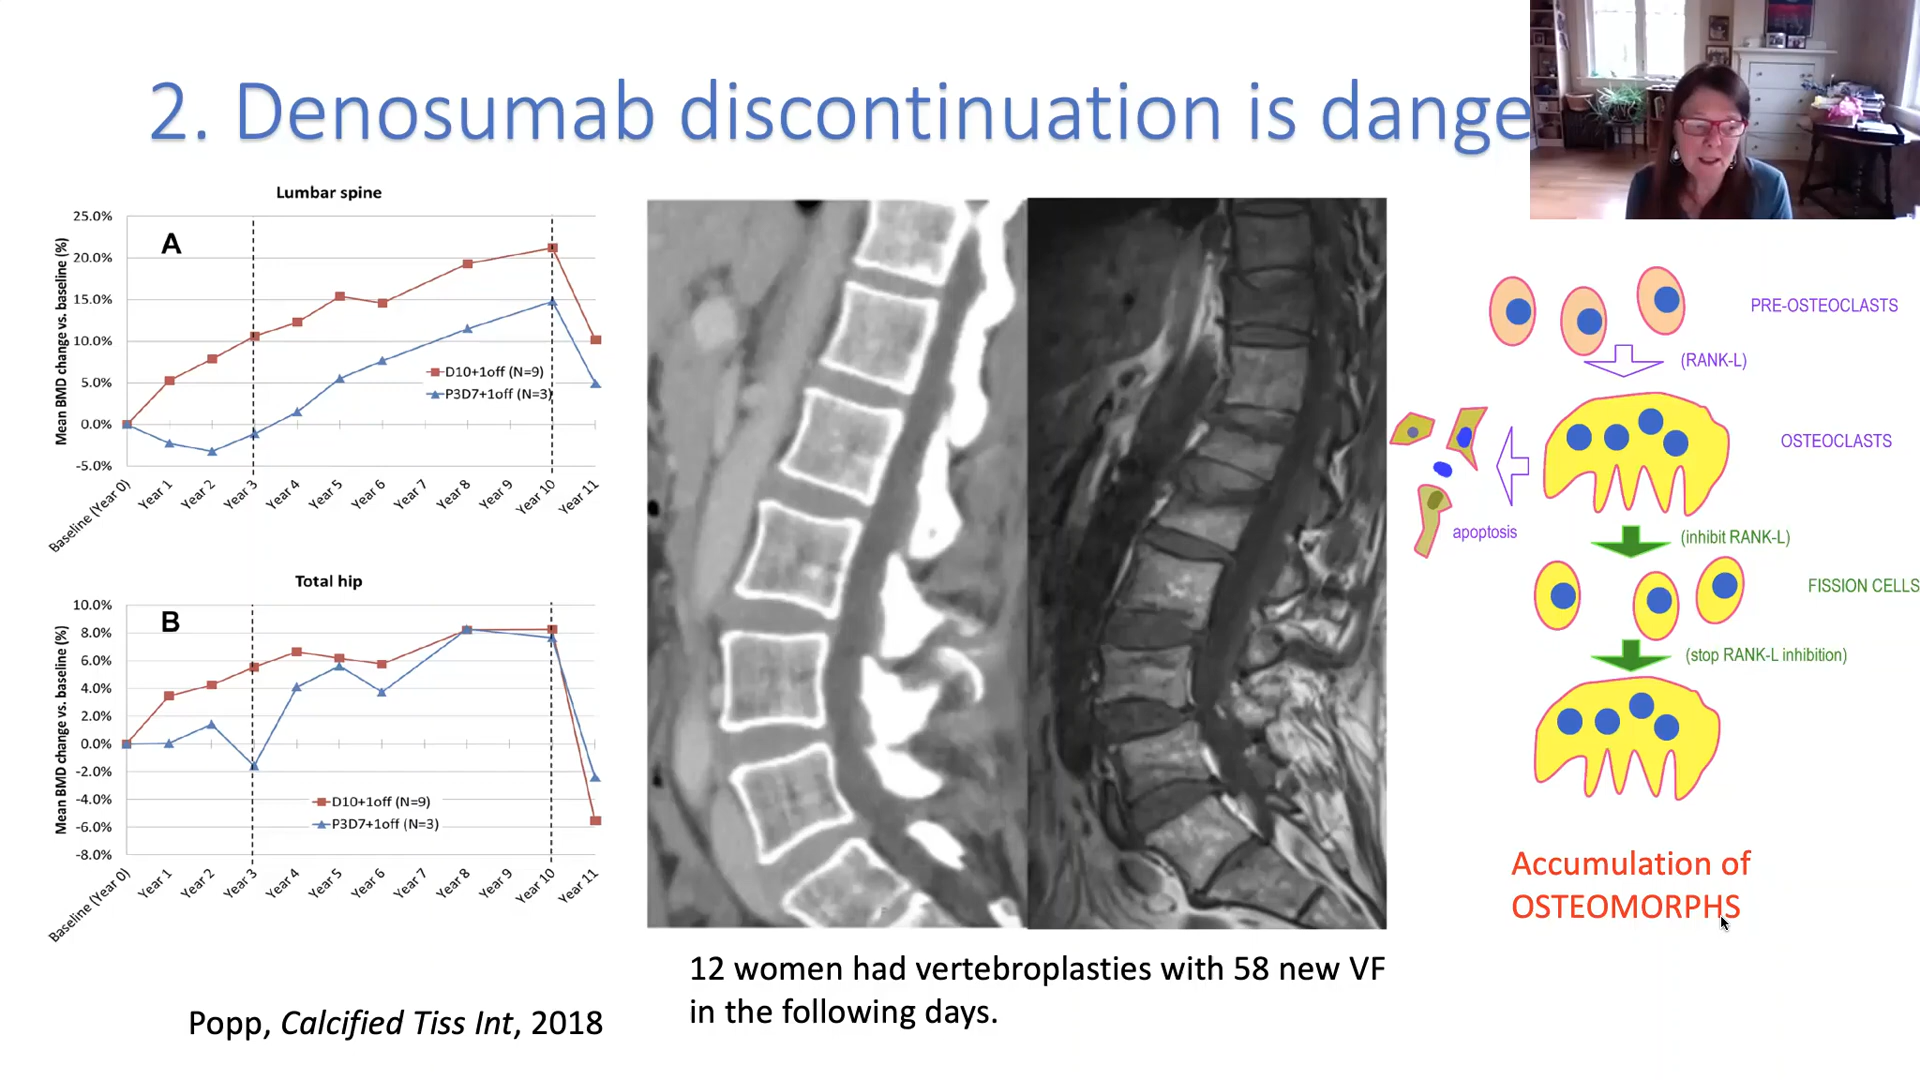 2. Denosumab discontinuation is dange
Lumbar spine
A
Mean BMD change vs. baseline (%)
25.0%
20.0%
15.0%
10.0%
5.0%
0.0%
-5.0%
D10+1off (N=9)
P3D7+1off (N=3)
Baseline (Year 0)
Year 1
Year 2
Year 3
Year 4
Year 5
Year 6
Year 7
Year 8
Year 9
Year 10
Year 11
Total hip
B
Mean BMD change vs. baseline (%)
10.0%
8.0%
6.0%
4.0%
2.0%
0.0%
-2.0%
-4.0%
-6.0%
-8.0%
D10+1off (N=9)
P3D7+1off (N=3)
Baseline (Year 0)
Year 1
Year 2
Year 3
Year 4
Year 5
Year 6
Year 7
Year 8
Year 9
Year 10
Year 11
Popp, Calcified Tiss Int, 2018
12 women had vertebroplasties with 58 new VF
in the following days.
PRE-OSTEOCLASTS
(RANK-L)
OSTEOCLASTS
apoptosis
(inhibit RANK-L)
FISSION CELLS
(stop RANK-L inhibition)
Accumulation of
OSTEOMORPHS